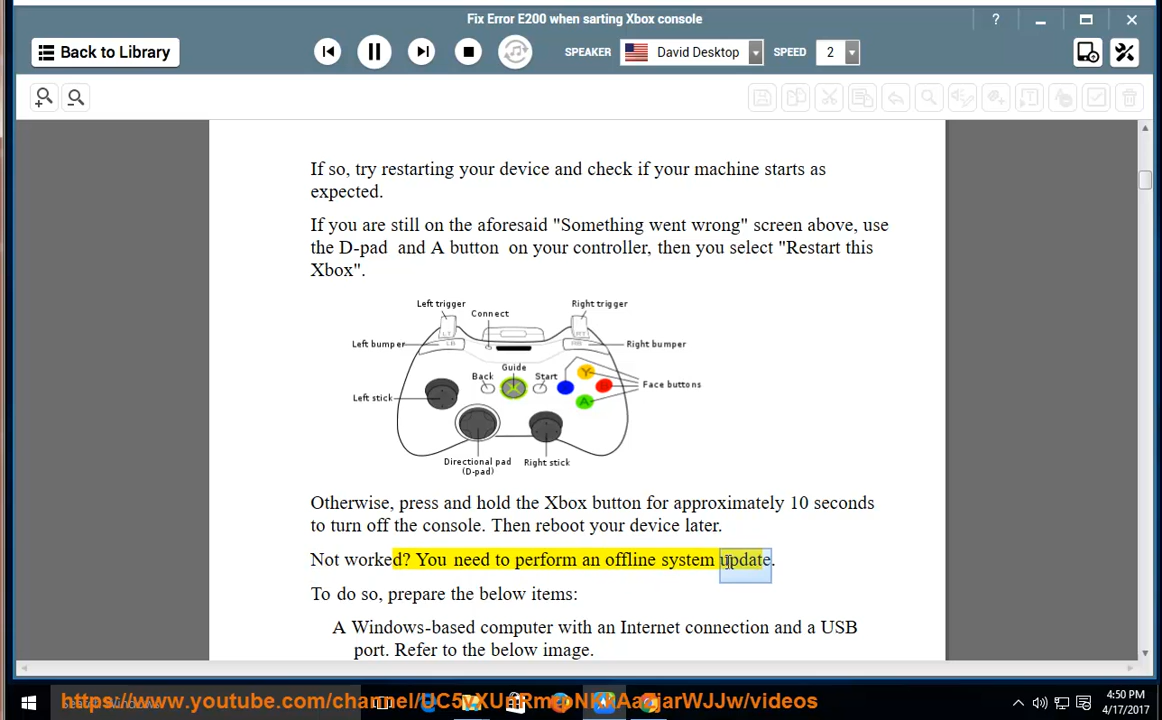 Fix Error E200 when sarting Xbox console
?
Back to Library
SPEAKER David Desktop SPEED 2
If so, try restarting your device and check if your machine starts as
expected.
If you are still on the aforesaid "Something went wrong" screen above, use
the D-pad and A button on your controller, then you select "Restart this
Xbox".
Left trigger Right trigger
Connect
LT RT
Left bumper LB RB Right bumper
Guide
Back Start Y
Face buttons
Left stick A
Directional pad Right stick
(D-pad)
Otherwise, press and hold the Xbox button for approximately 10 seconds
to turn off the console. Then reboot your device later.
Not worked? You need to perform an offline system update.
To do so, prepare the below items:
A Windows-based computer with an Internet connection and a USB
port. Refer to the below image.
4:50 PM
4/17/2017